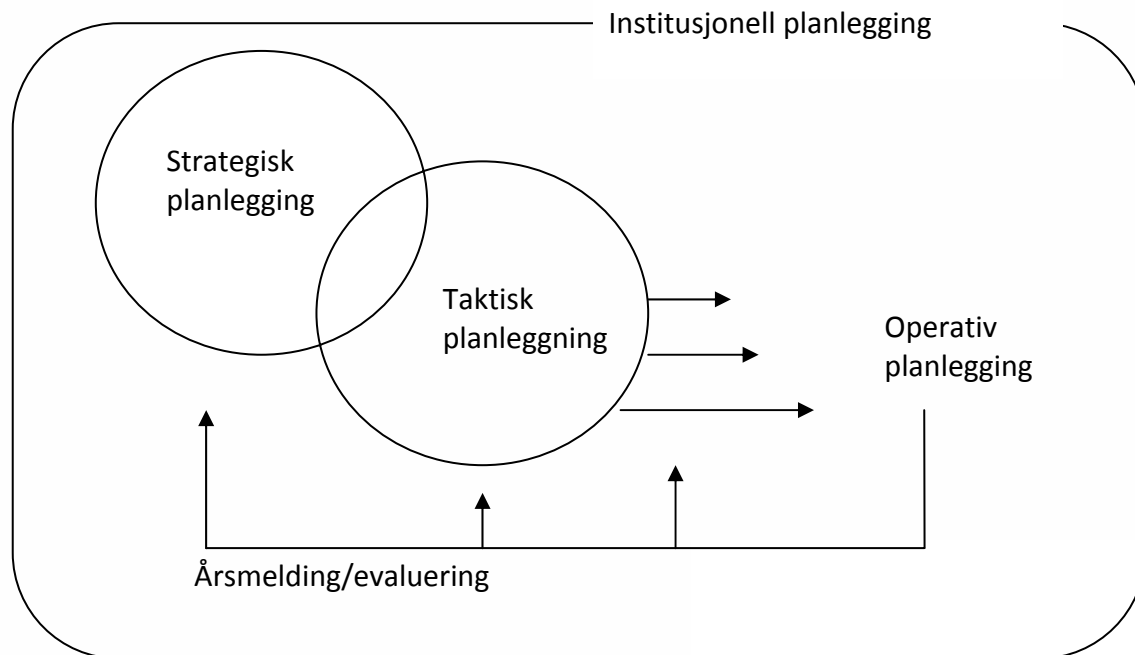 Institusjonell planlegging
Strategisk
planlegging
Taktisk
planleggning
Operativ
planlegging
Årsmelding/evaluering